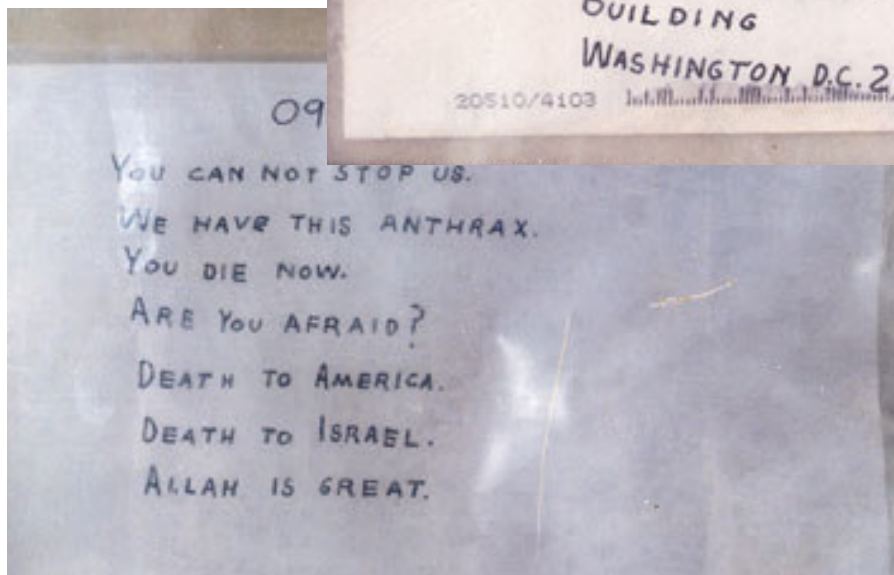 BUILDING
WASHINGTON D.C. 2
20510/4103
09
YOU CAN NOT STOP US.
WE HAVE THIS ANTHRAX.
YOU DIE NOW.
ARE YOU AFRAID?
DEATH TO AMERICA.
DEATH TO ISRAEL.
ALLAH IS GREAT.